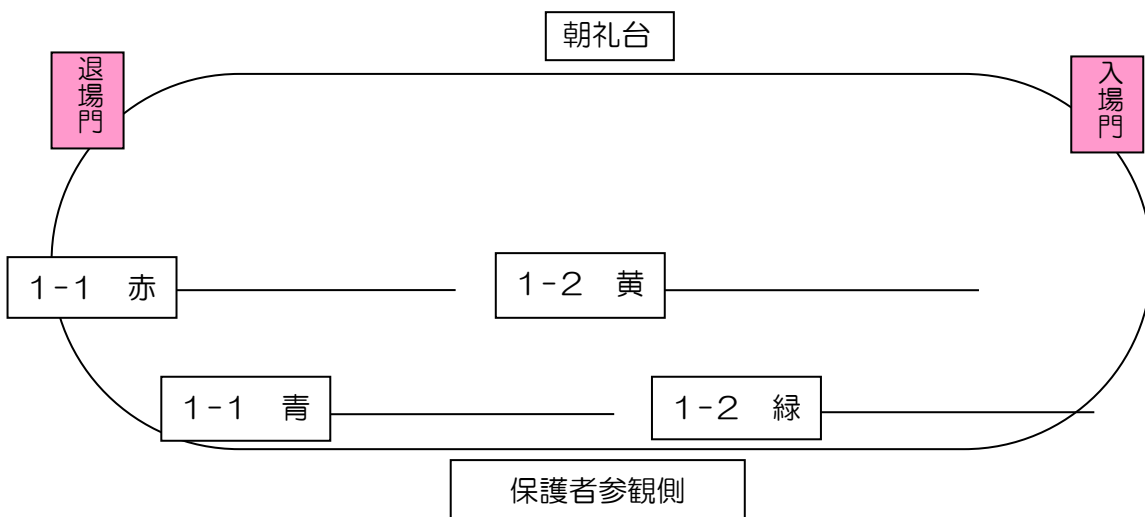 朝礼台
退場門
入場門
1-1　赤
1-2　黄
1-1　青
1-2　緑
保護者参観側